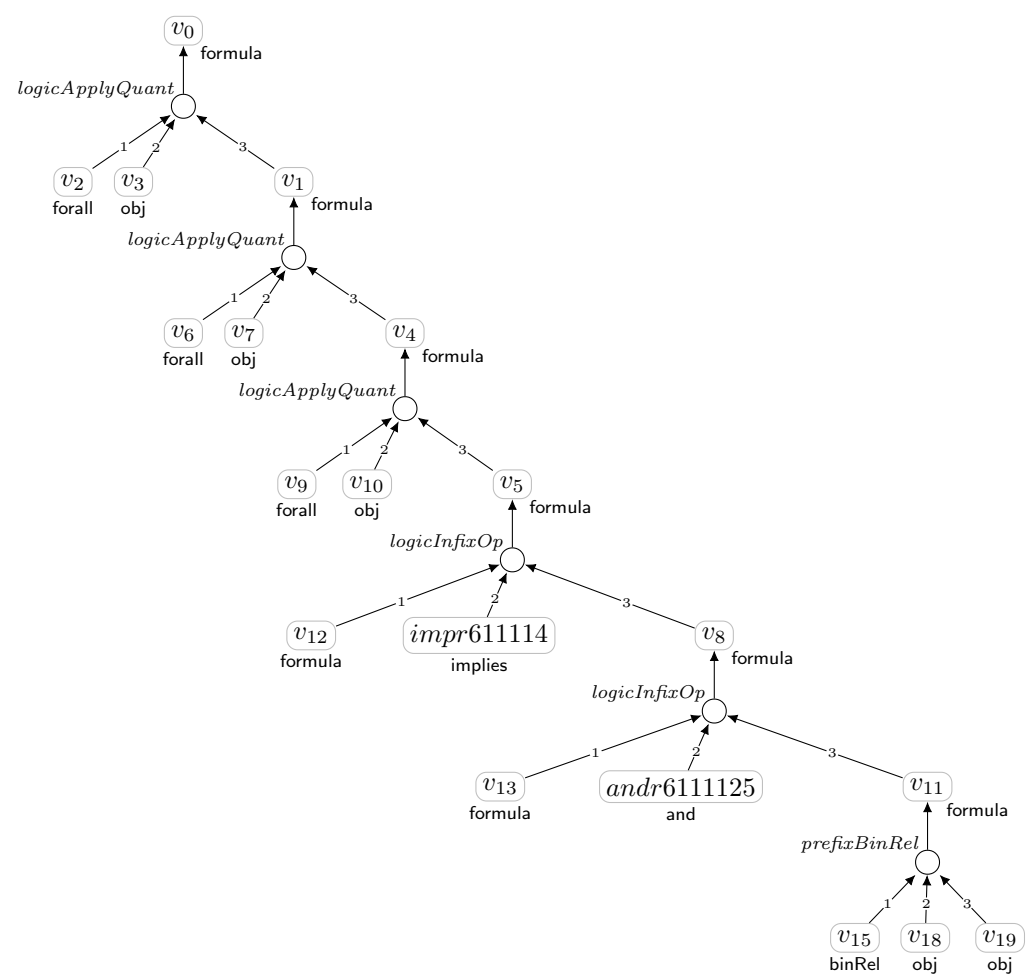 v0
formula
logicApplyQuant
1 2 3
v2 v3 v1
forall obj formula
logicApplyQuant
1 2 3
v6 v7 v4
forall obj formula
logicApplyQuant
1 2 3
v9 v10 v5
forall obj formula
logicInfixOp
1 2 3
v12 impr611114 v8
formula implies formula
logicInfixOp
1 2 3
v13 andr6111125 v11
formula and formula
prefixBinRel
1 2 3
v15 v18 v19
binRel obj obj